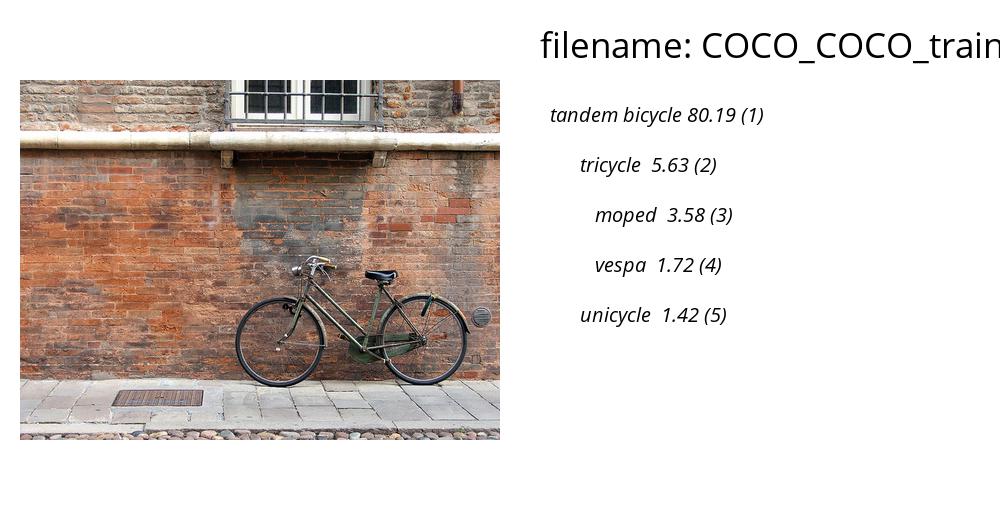 filename: COCO_COCO_train
tandem bicycle 80.19 (1)
tricycle 5.63 (2)
moped 3.58 (3)
vespa 1.72 (4)
unicycle 1.42 (5)